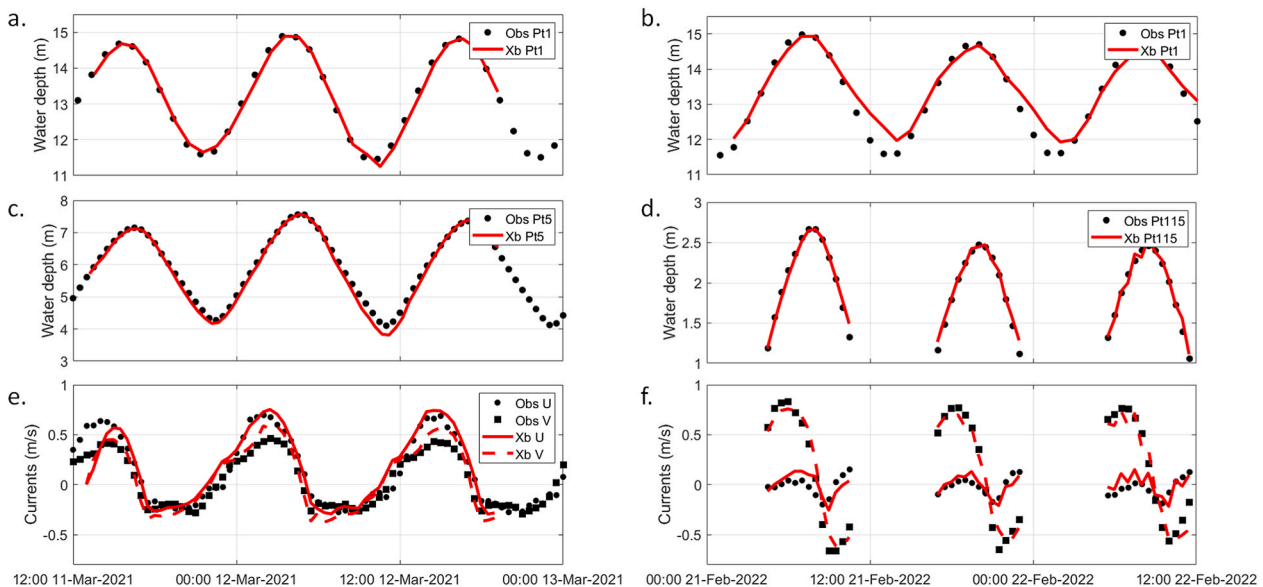 a.
Water depth (m)
15
14
13
12
11
Obs Pt1
Xb Pt1
b.
Water depth (m)
15
14
13
12
11
Obs Pt1
Xb Pt1
c.
Water depth (m)
8
7
6
5
4
3
Obs Pt5
Xb Pt5
d.
Water depth (m)
3
2.5
2
1.5
1
Obs Pt115
Xb Pt115
e.
Currents (m/s)
1
0.5
0
-0.5
Obs U
Obs V
Xb U
Xb V
12:00 11-Mar-2021
00:00 12-Mar-2021
12:00 12-Mar-2021
00:00 13-Mar-2021
f.
Currents (m/s)
1
0.5
0
-0.5
00:00 21-Feb-2022
12:00 21-Feb-2022
00:00 22-Feb-2022
12:00 22-Feb-2022